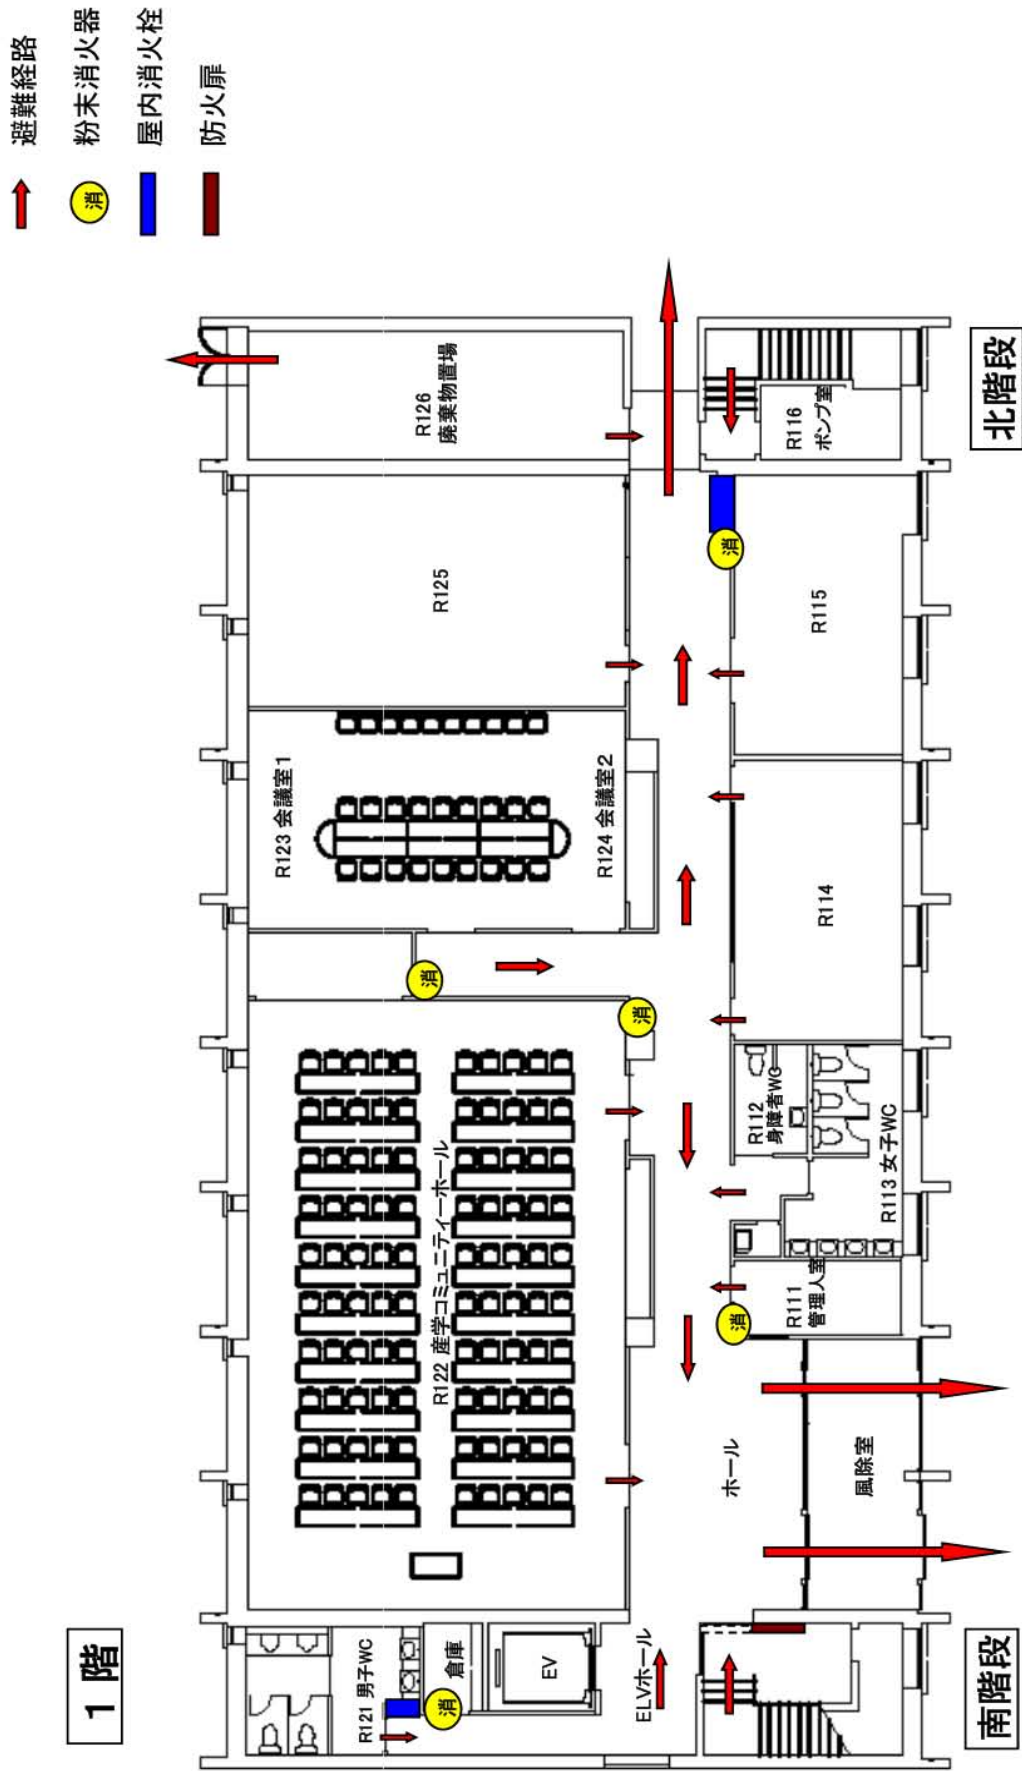 1階
避難経路
消
粉末消火器
屋内消火栓
防火扉
R121 男子WC
倉庫
消
EV
ELVホール
南階段
R122 産学コミュニティーホール
ホール
風除室
消
R111
管理人室
R113 女子WC
R112
身障者WC
消
消
R123 会議室1
R124 会議室2
R114
R125
R115
消
R126
廃棄物置場
R116
ポンプ室
北階段